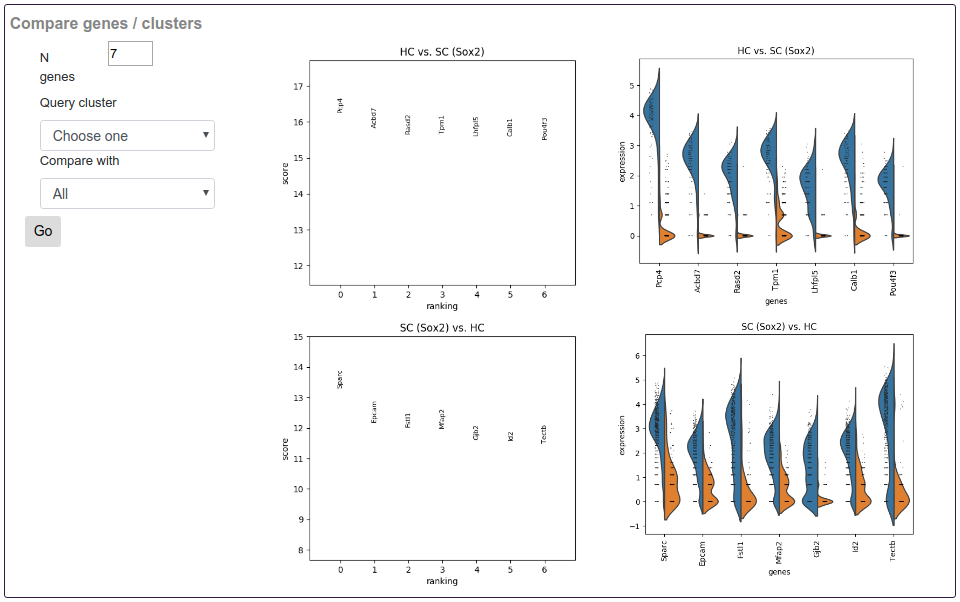 Compare genes / clusters
N
genes
7
Query cluster
Choose one
Compare with
All
Go
HC vs. SC (Sox2)
score
17
16
15
14
13
12
Pcp4
Acbd7
Rasd2
Tpm1
Lhfpl5
Calb1
Pou4f3
0 1 2 3 4 5 6
ranking
HC vs. SC (Sox2)
expression
5
4
3
2
1
0
Pcp4
Acbd7
Rasd2
Tpm1
Lhfpl5
Calb1
Pou4f3
genes
SC (Sox2) vs. HC
score
15
14
13
12
11
10
9
8
Sparc
Epcam
Fstl1
Mfap2
Gjb2
Id2
Tectb
0 1 2 3 4 5 6
ranking
SC (Sox2) vs. HC
expression
6
5
4
3
2
1
0
−1
Sparc
Epcam
Fstl1
Mfap2
Gjb2
Id2
Tectb
genes